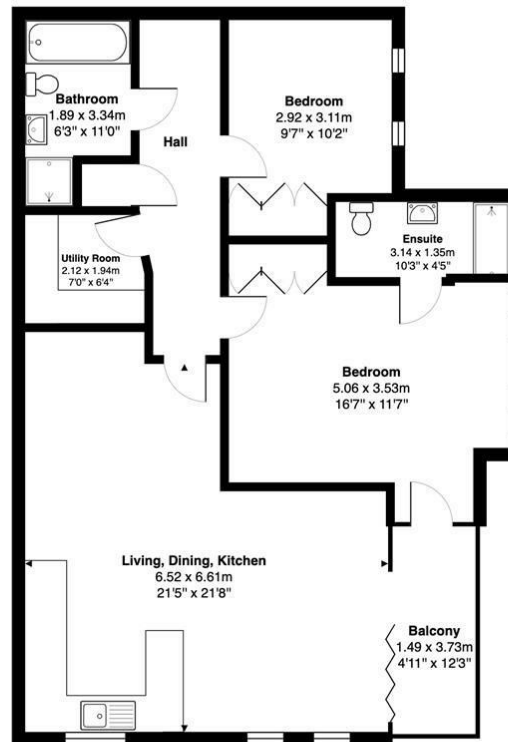 Bathroom
1.89 x 3.34m
6'3" x 11'0"
Hall
Bedroom
2.92 x 3.11m
9'7" x 10'2"
Ensuite
3.14 x 1.35m
10'3" x 4'5"
Utility Room
2.12 x 1.94m
7'0" x 6'4"
Bedroom
5.06 x 3.53m
16'7" x 11'7"
Living, Dining, Kitchen
6.52 x 6.61m
21'5" x 21'8"
Balcony
1.49 x 3.73m
4'11" x 12'3"